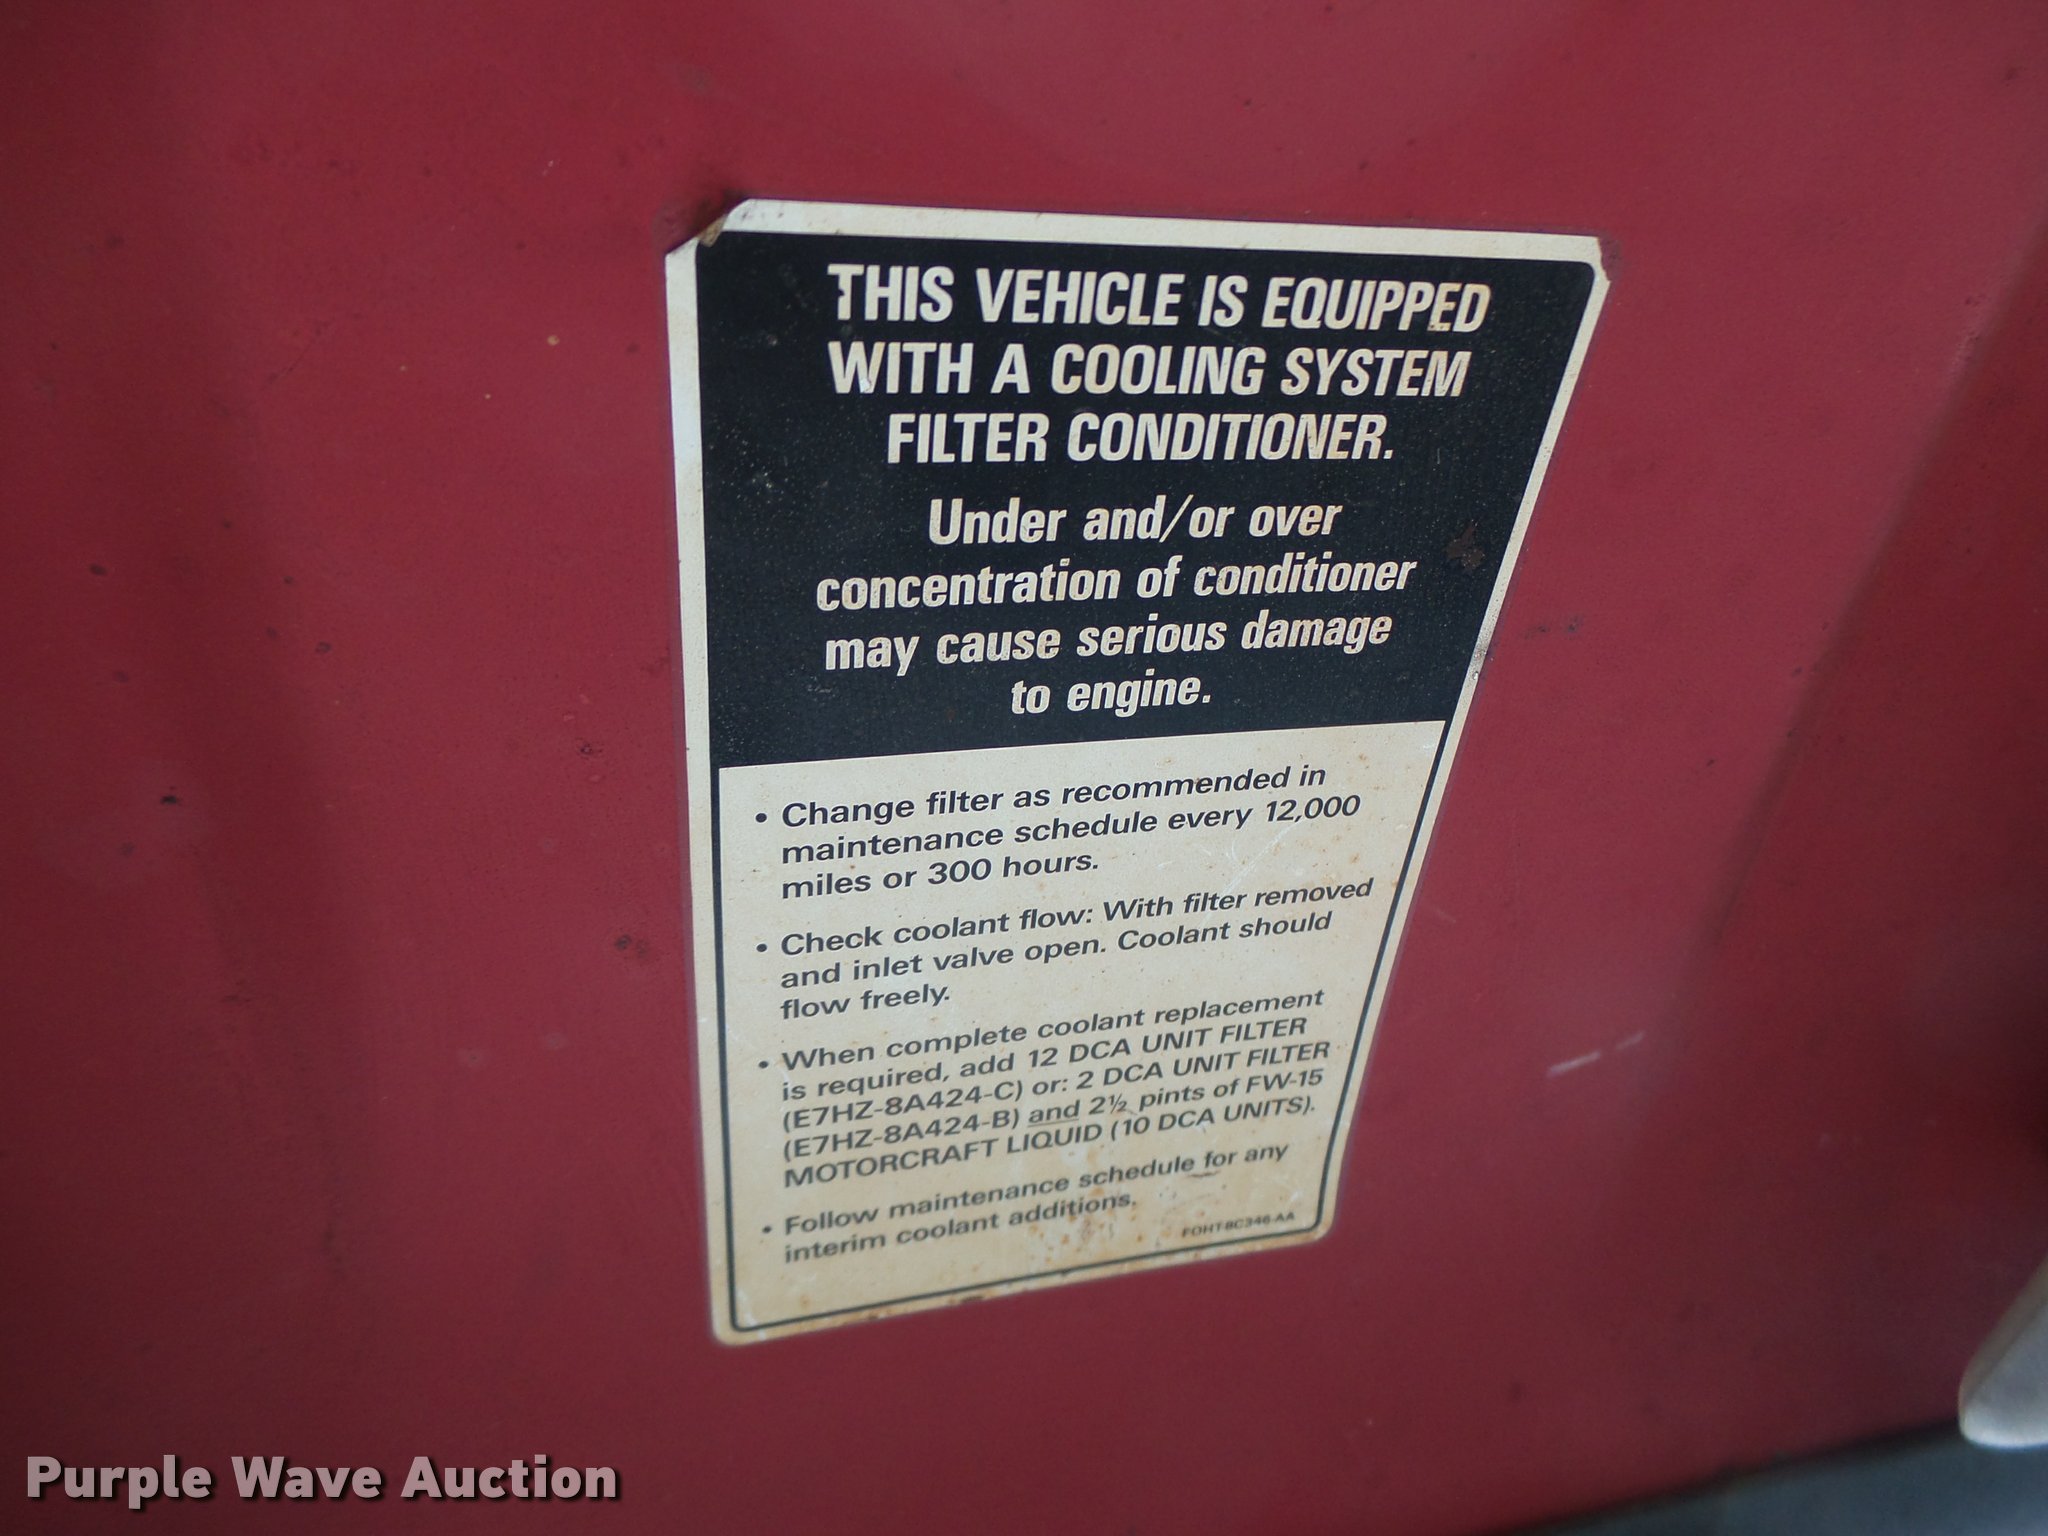 THIS VEHICLE IS EQUIPPED
WITH A COOLING SYSTEM
FILTER CONDITIONER.
Under and/or over
concentration of conditioner
may cause serious damage
to engine.
• Change filter as recommended in
maintenance schedule every 12,000
miles or 300 hours.
• Check coolant flow: With filter removed
and inlet valve open. Coolant should
flow freely.
• When complete coolant replacement
is required, add 12 DCA UNIT FILTER
(E7HZ-8A424-C) or: 2 DCA UNIT FILTER
(E7HZ-8A424-B) and 2½ pints of FW-15
MOTORCRAFT LIQUID (10 DCA UNITS).
• Follow maintenance schedule for any
interim coolant additions.
FOHT-8C346-AA
Purple Wave Auction